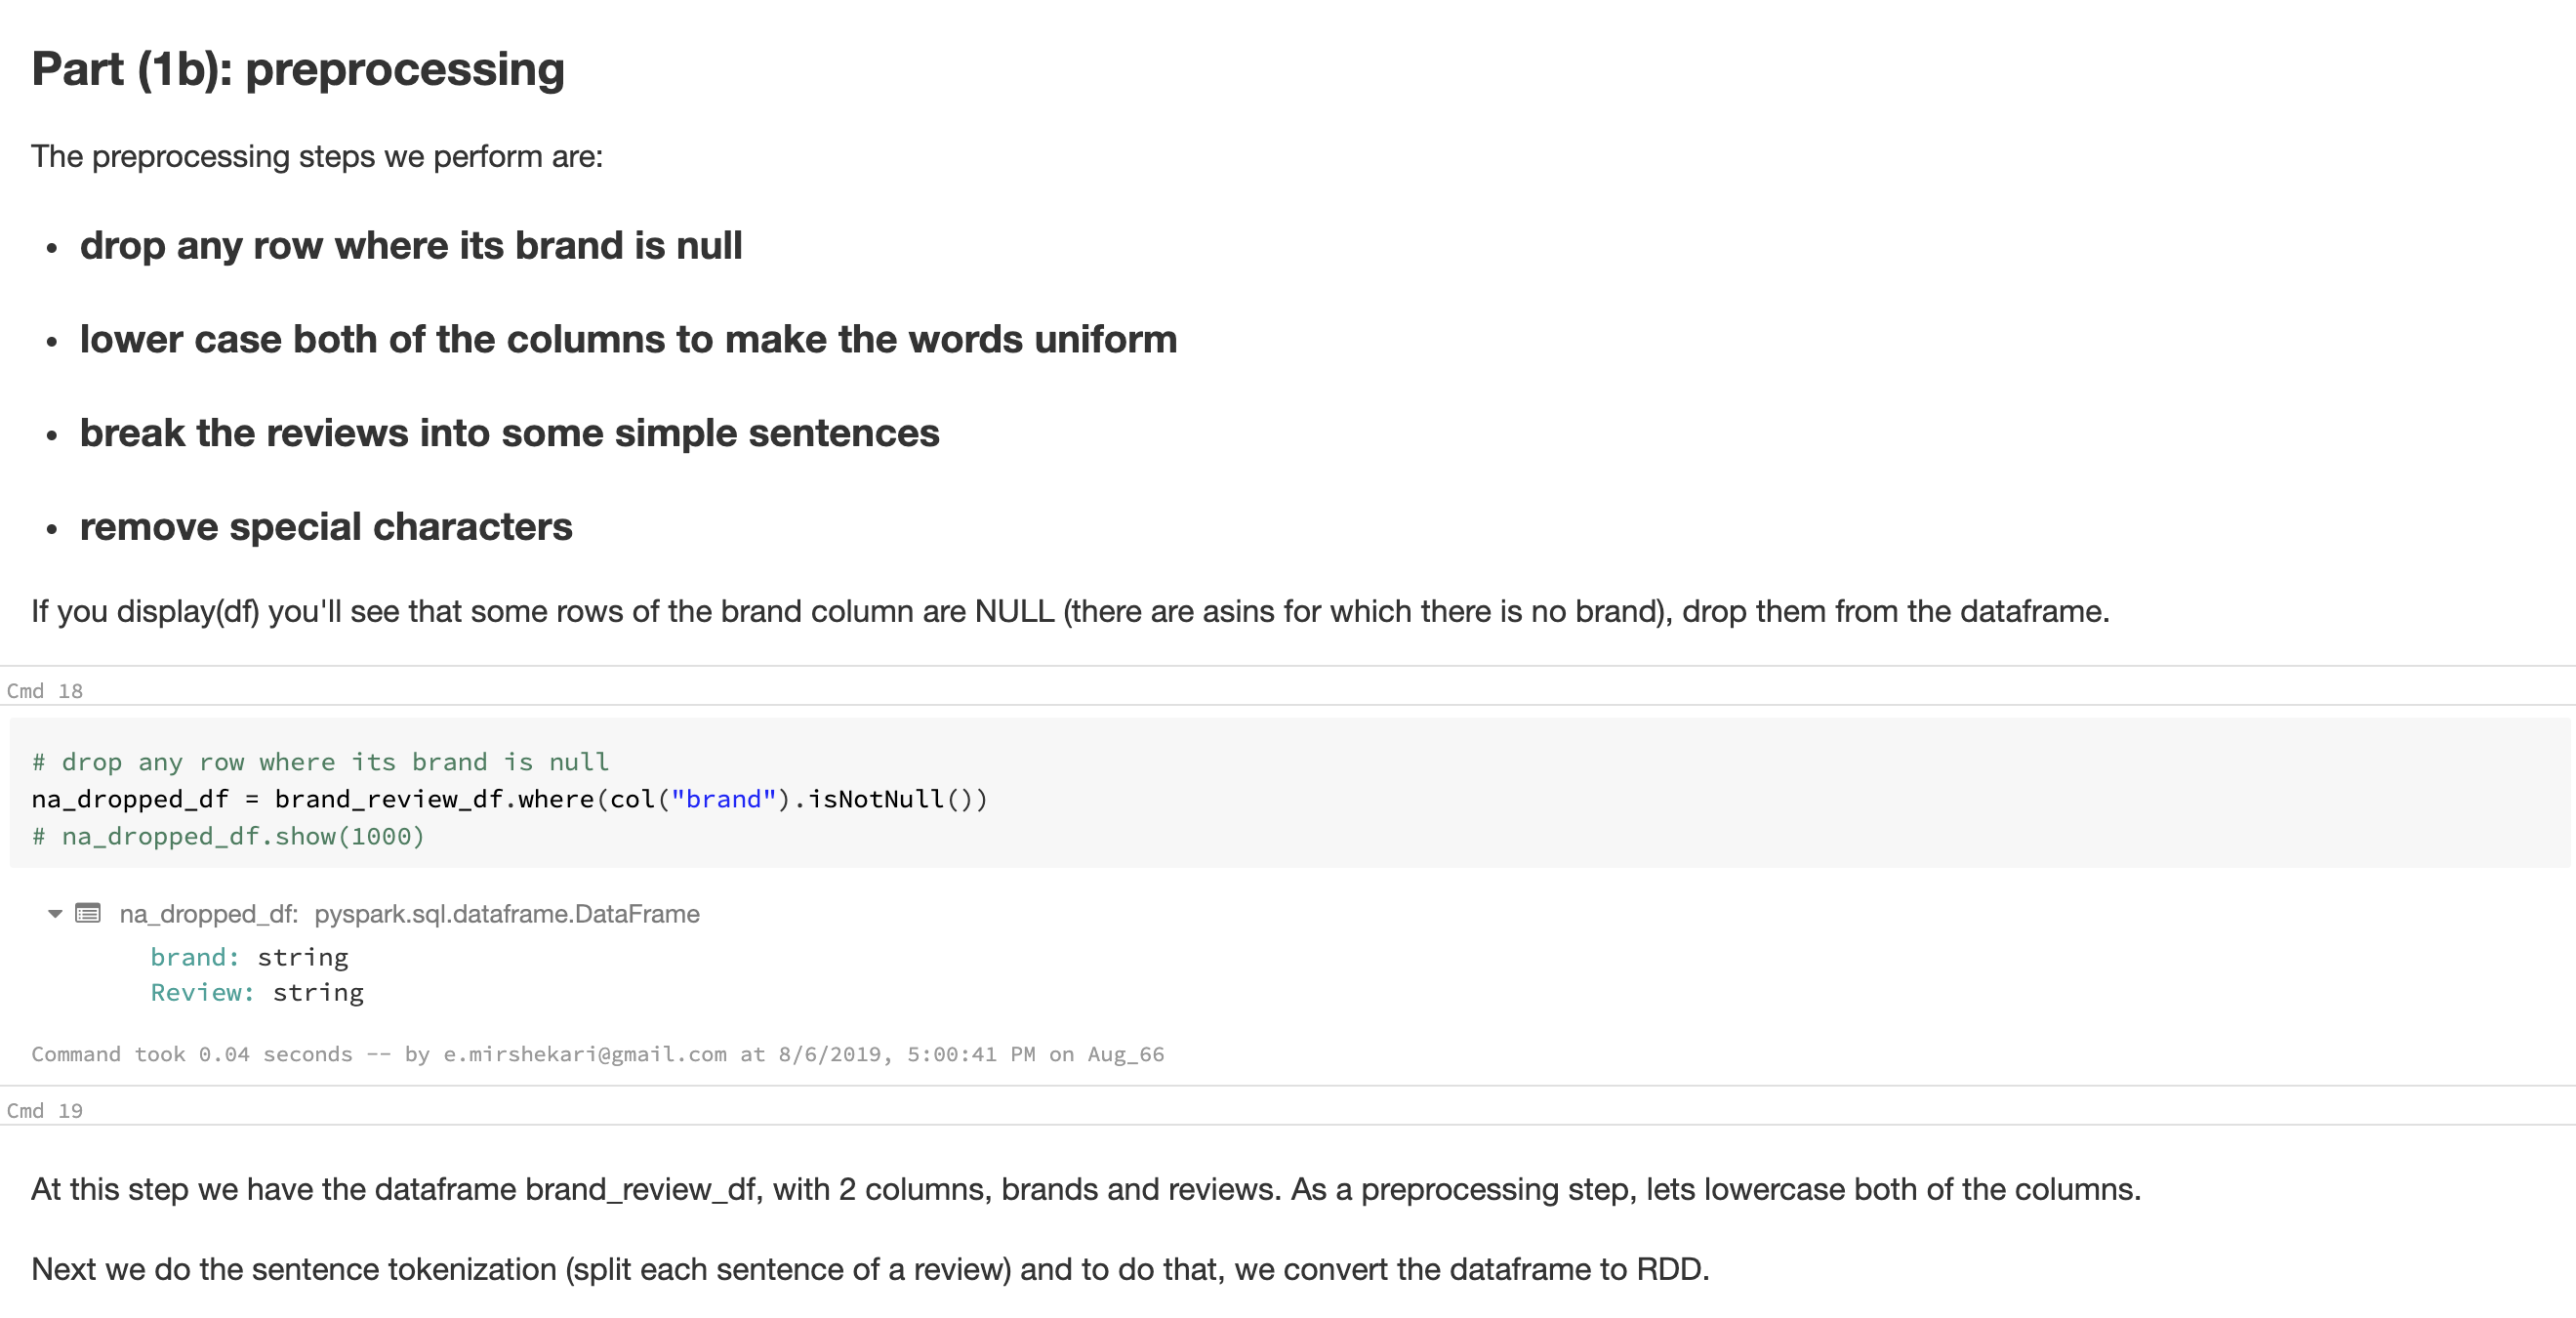 Part (1b): preprocessing
The preprocessing steps we perform are:
• drop any row where its brand is null
• lower case both of the columns to make the words uniform
• break the reviews into some simple sentences
• remove special characters
If you display(df) you'll see that some rows of the brand column are NULL (there are asins for which there is no brand), drop them from the dataframe.
Cmd 18
# drop any row where its brand is null
na_dropped_df = brand_review_df.where(col("brand").isNotNull())
# na_dropped_df.show(1000)
na_dropped_df: pyspark.sql.dataframe.DataFrame
brand: string
Review: string
Command took 0.04 seconds -- by e.mirshekari@gmail.com at 8/6/2019, 5:00:41 PM on Aug_66
Cmd 19
At this step we have the dataframe brand_review_df, with 2 columns, brands and reviews. As a preprocessing step, lets lowercase both of the columns.
Next we do the sentence tokenization (split each sentence of a review) and to do that, we convert the dataframe to RDD.